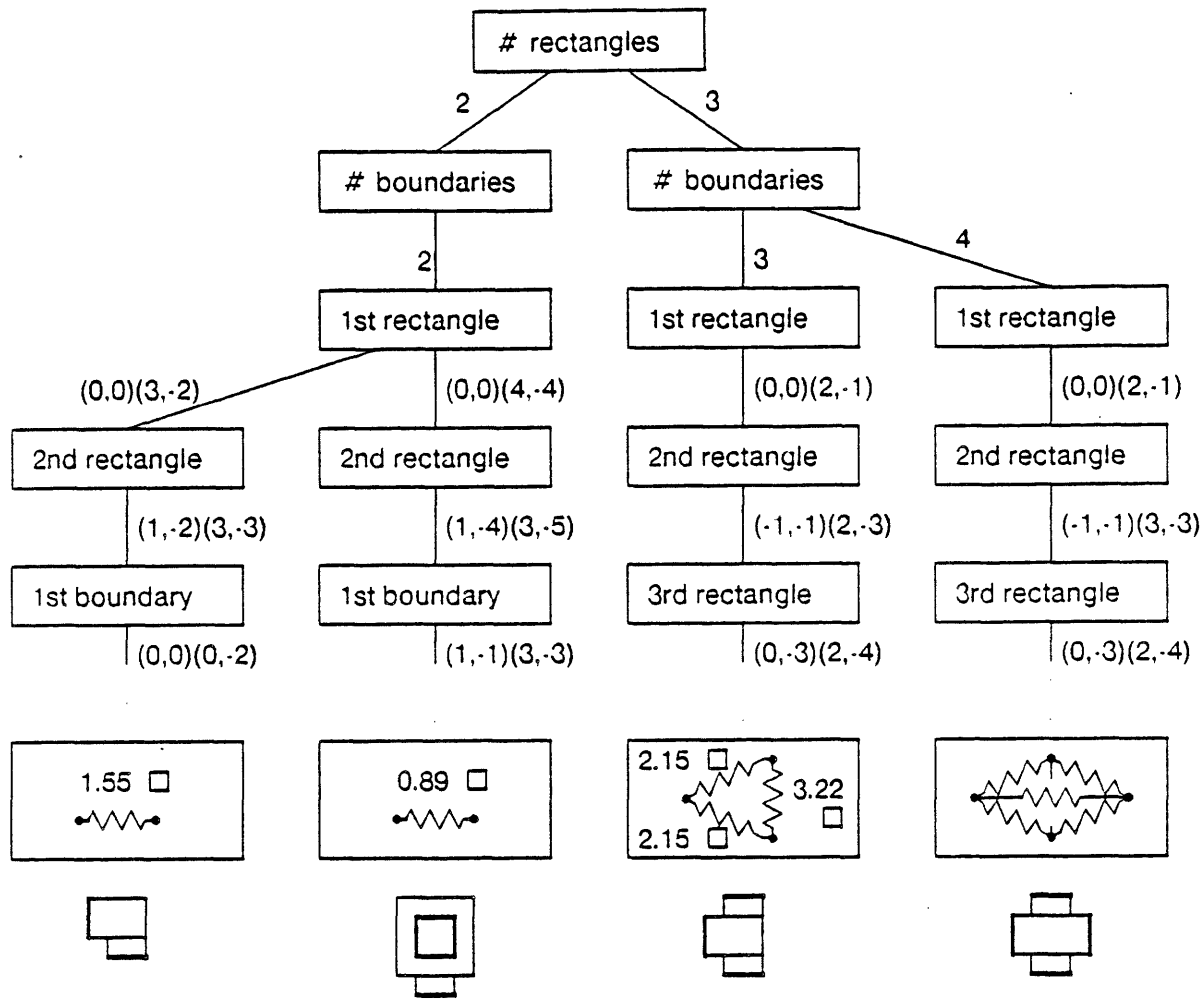 # rectangles
2 3
# boundaries # boundaries
2 3 4
1st rectangle 1st rectangle 1st rectangle
(0,0)(3,-2) (0,0)(4,-4) (0,0)(2,-1) (0,0)(2,-1)
2nd rectangle 2nd rectangle 2nd rectangle 2nd rectangle
(1,-2)(3,-3) (1,-4)(3,-5) (-1,-1)(2,-3) (-1,-1)(3,-3)
1st boundary 1st boundary 3rd rectangle 3rd rectangle
(0,0)(0,-2) (1,-1)(3,-3) (0,-3)(2,-4) (0,-3)(2,-4)
2.15
1.55 0.89 3.22
2.15